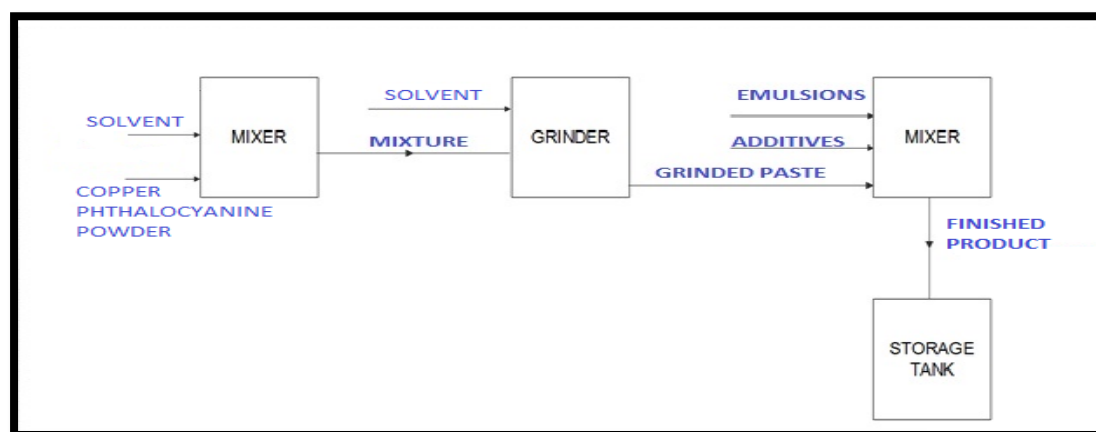 SOLVENT
COPPER
PHTHALOCYANINE
POWDER
MIXER
SOLVENT
MIXTURE
GRINDER
EMULSIONS
ADDITIVES
GRINDED PASTE
MIXER
FINISHED
PRODUCT
STORAGE
TANK